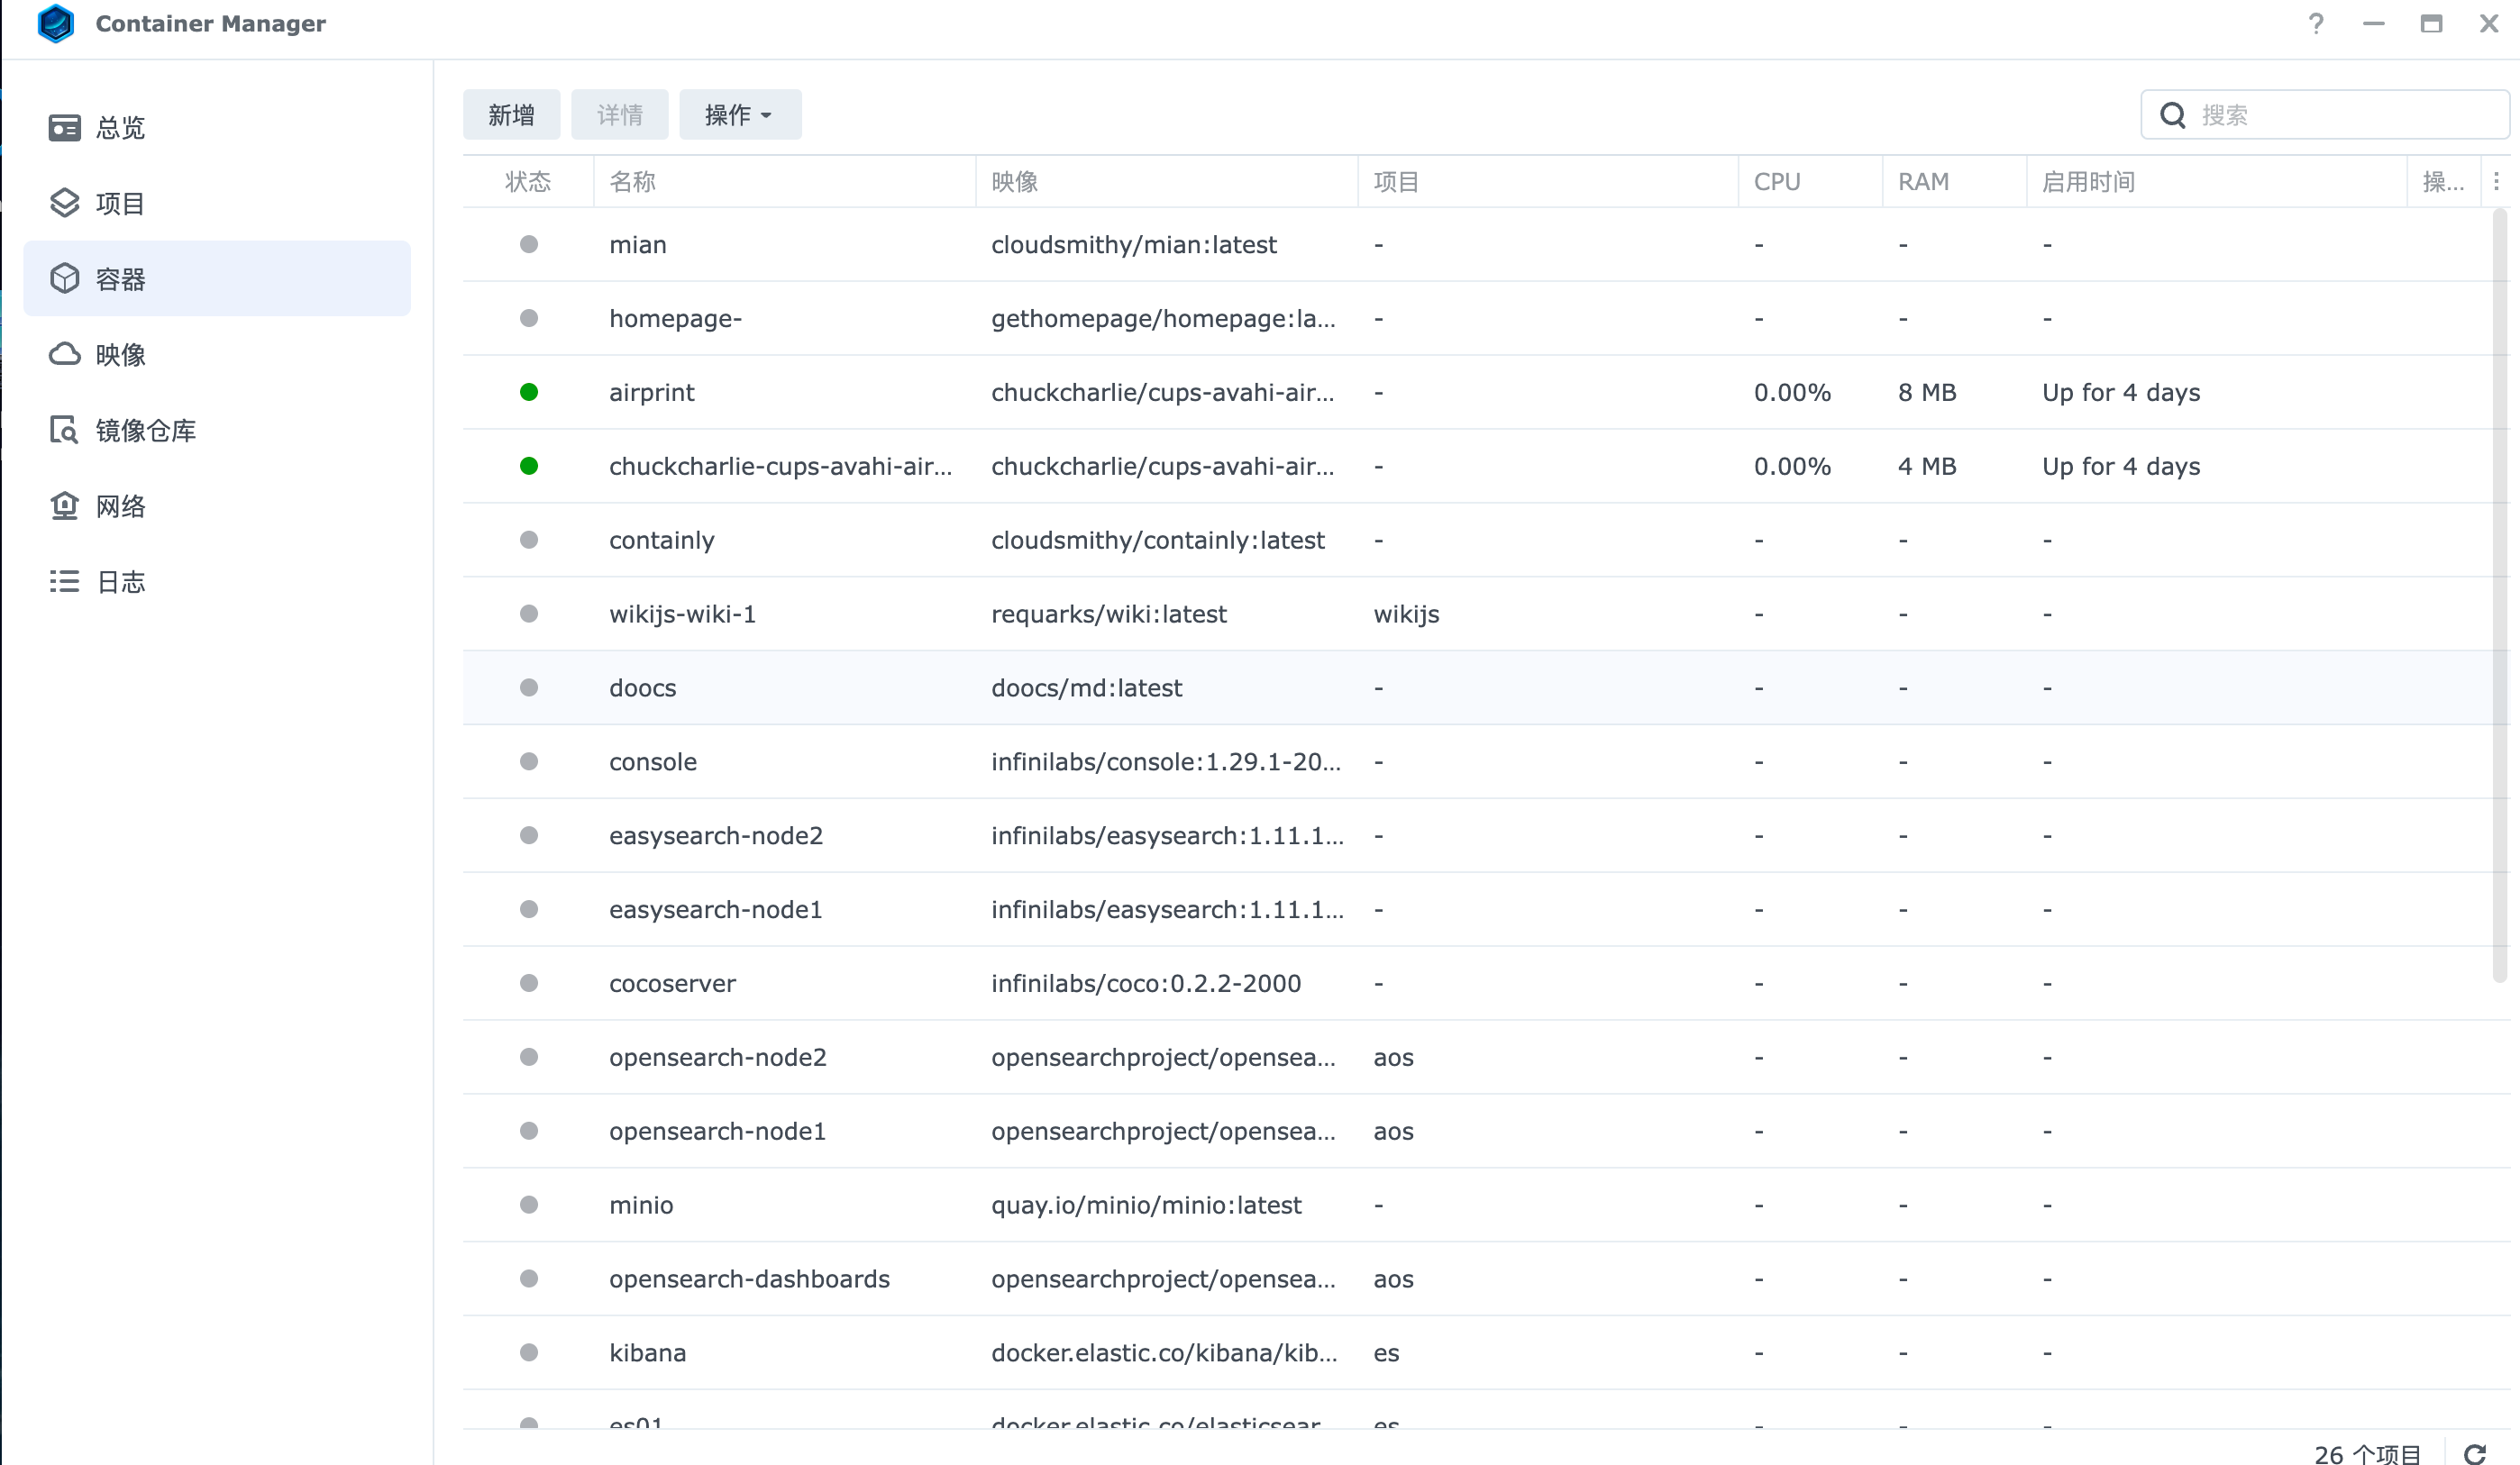 Container Manager
总览
项目
容器
映像
镜像仓库
网络
日志
新增 详情 操作
搜索
状态 名称 映像 项目 CPU RAM 启用时间 操...
mian cloudsmithy/mian:latest - - - -
homepage- gethomepage/homepage:la... - - - -
airprint chuckcharlie/cups-avahi-air... - 0.00% 8 MB Up for 4 days
chuckcharlie-cups-avahi-air... chuckcharlie/cups-avahi-air... - 0.00% 4 MB Up for 4 days
containly cloudsmithy/containly:latest - - - -
wikijs-wiki-1 requarks/wiki:latest wikijs - - -
doocs doocs/md:latest - - - -
console infinilabs/console:1.29.1-20... - - - -
easysearch-node2 infinilabs/easysearch:1.11.1... - - - -
easysearch-node1 infinilabs/easysearch:1.11.1... - - - -
cocoserver infinilabs/coco:0.2.2-2000 - - - -
opensearch-node2 opensearchproject/opensea... aos - - -
opensearch-node1 opensearchproject/opensea... aos - - -
minio quay.io/minio/minio:latest - - - -
opensearch-dashboards opensearchproject/opensea... aos - - -
kibana docker.elastic.co/kibana/kib... es - - -
es01 docker.elastic.co/elasticsear... es - - -
26 个项目